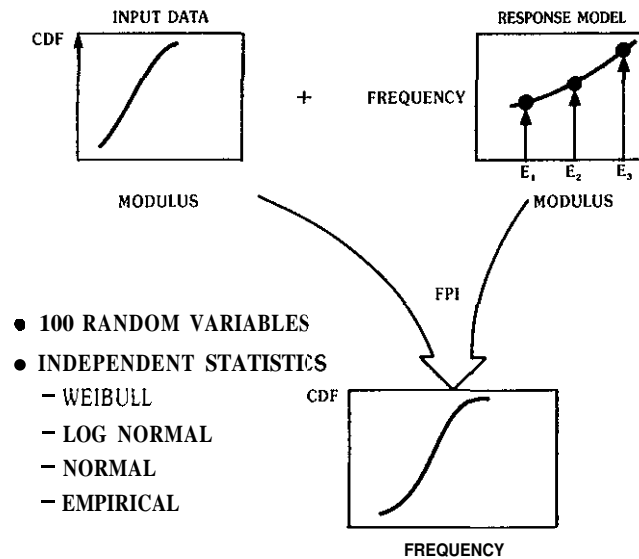 INPUT DATA
RESPONSE MODEL
CDF
+
FREQUENCY
E₁ E₂ E₃
MODULUS
MODULUS
FPI
• 100 RANDOM VARIABLES
• INDEPENDENT STATISTICS
– WEIBULL
– LOG NORMAL
– NORMAL
– EMPIRICAL
CDF
FREQUENCY